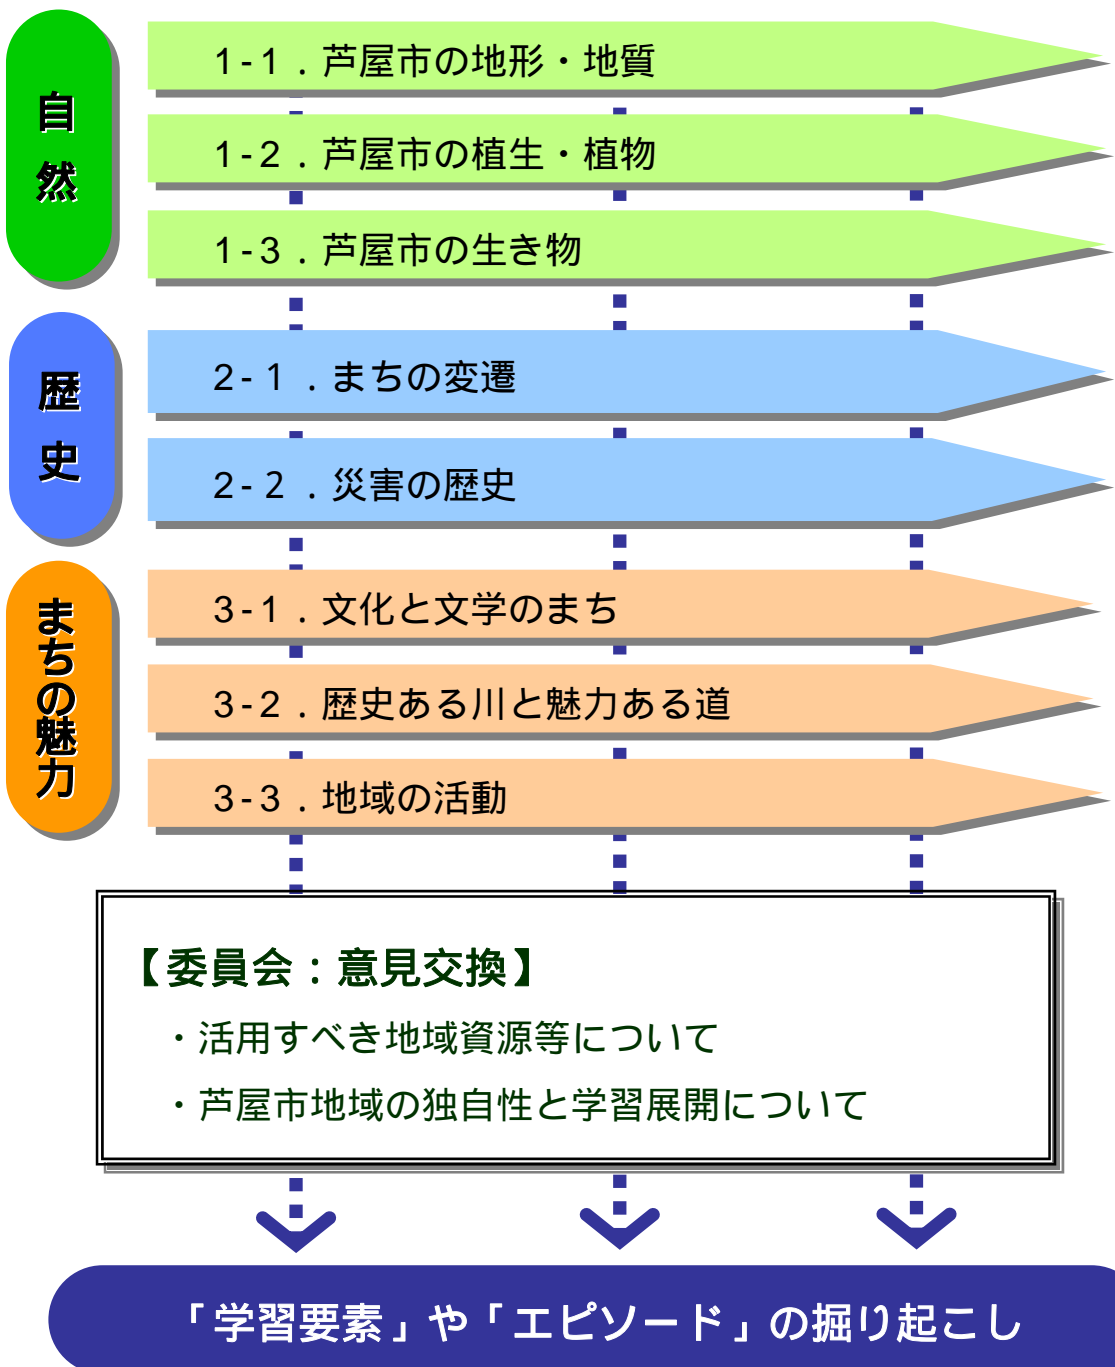 自然
1-1．芦屋市の地形・地質
1-2．芦屋市の植生・植物
1-3．芦屋市の生き物
歴史
2-1．まちの変遷
2-2．災害の歴史
まちの魅力
3-1．文化と文学のまち
3-2．歴史ある川と魅力ある道
3-3．地域の活動
【委員会：意見交換】
・活用すべき地域資源等について
・芦屋市地域の独自性と学習展開について
「学習要素」や「エピソード」の掘り起こし